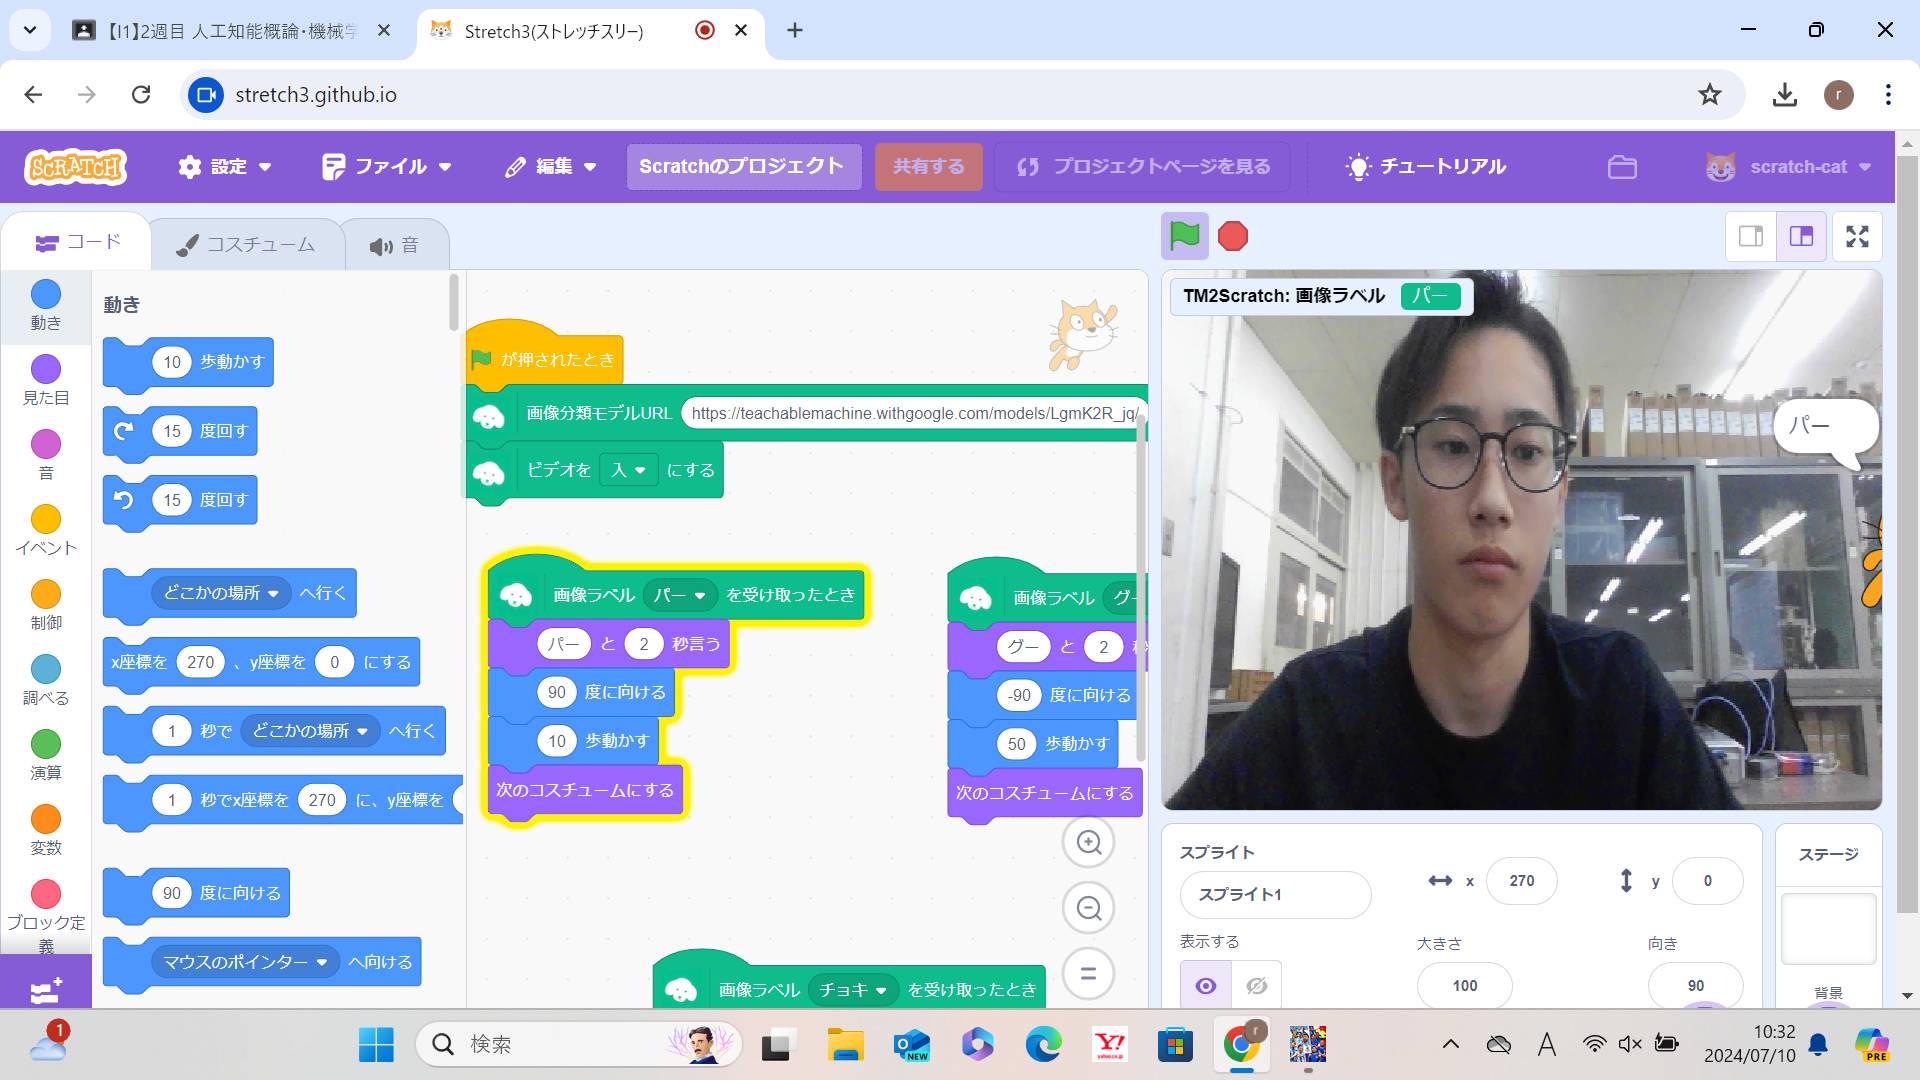 【I1】2週目 人工知能概論・機械学
Stretch3(ストレッチスリー)
stretch3.github.io
r
SCRATCH
設定
ファイル
編集
Scratchのプロジェクト
共有する
プロジェクトページを見る
チュートリアル
scratch-cat
コード
コスチューム
音
動き
見た目
音
イベント
制御
調べる
演算
変数
ブロック定
義
動き
10 歩動かす
15 度回す
15 度回す
どこかの場所 へ行く
x座標を 270 、y座標を 0 にする
1 秒で どこかの場所 へ行く
1 秒でx座標を 270 に、y座標を
90 度に向ける
マウスのポインター へ向ける
が押されたとき
画像分類モデルURL https://teachablemachine.withgoogle.com/models/LgmK2R_jq/
ビデオを 入 にする
画像ラベル パー を受け取ったとき
パー と 2 秒言う
90 度に向ける
10 歩動かす
次のコスチュームにする
画像ラベル グー
グー と 2 秒
-90 度に向ける
50 歩動かす
次のコスチュームにする
画像ラベル チョキ を受け取ったとき
TM2Scratch: 画像ラベル パー
パー
スプライト
スプライト1
x 270
y 0
表示する
大きさ
100
向き
90
ステージ
背景
1
検索
NEW
Y!
yahoo.co.jp
r
A
10:32
2024/07/10
PRE